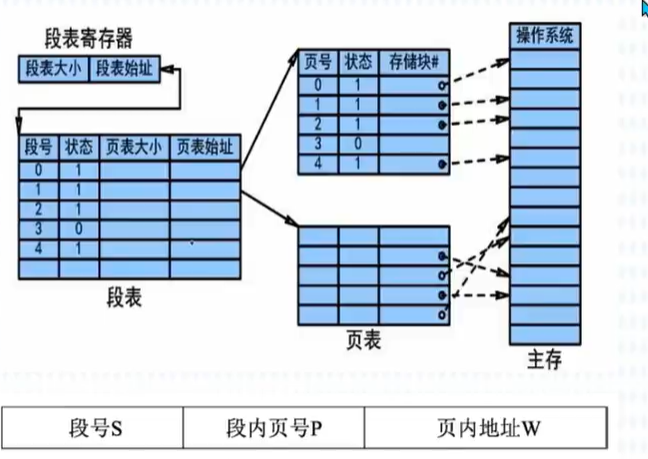 段表寄存器
段表大小 段表始址
段号 状态 页表大小 页表始址
0 1
1 1
2 1
3 0
4 1
段表
页号 状态 存储块#
0 1
1 1
2 1
3 0
4 1
页表
操作系统
主存
段号S 段内页号P 页内地址W